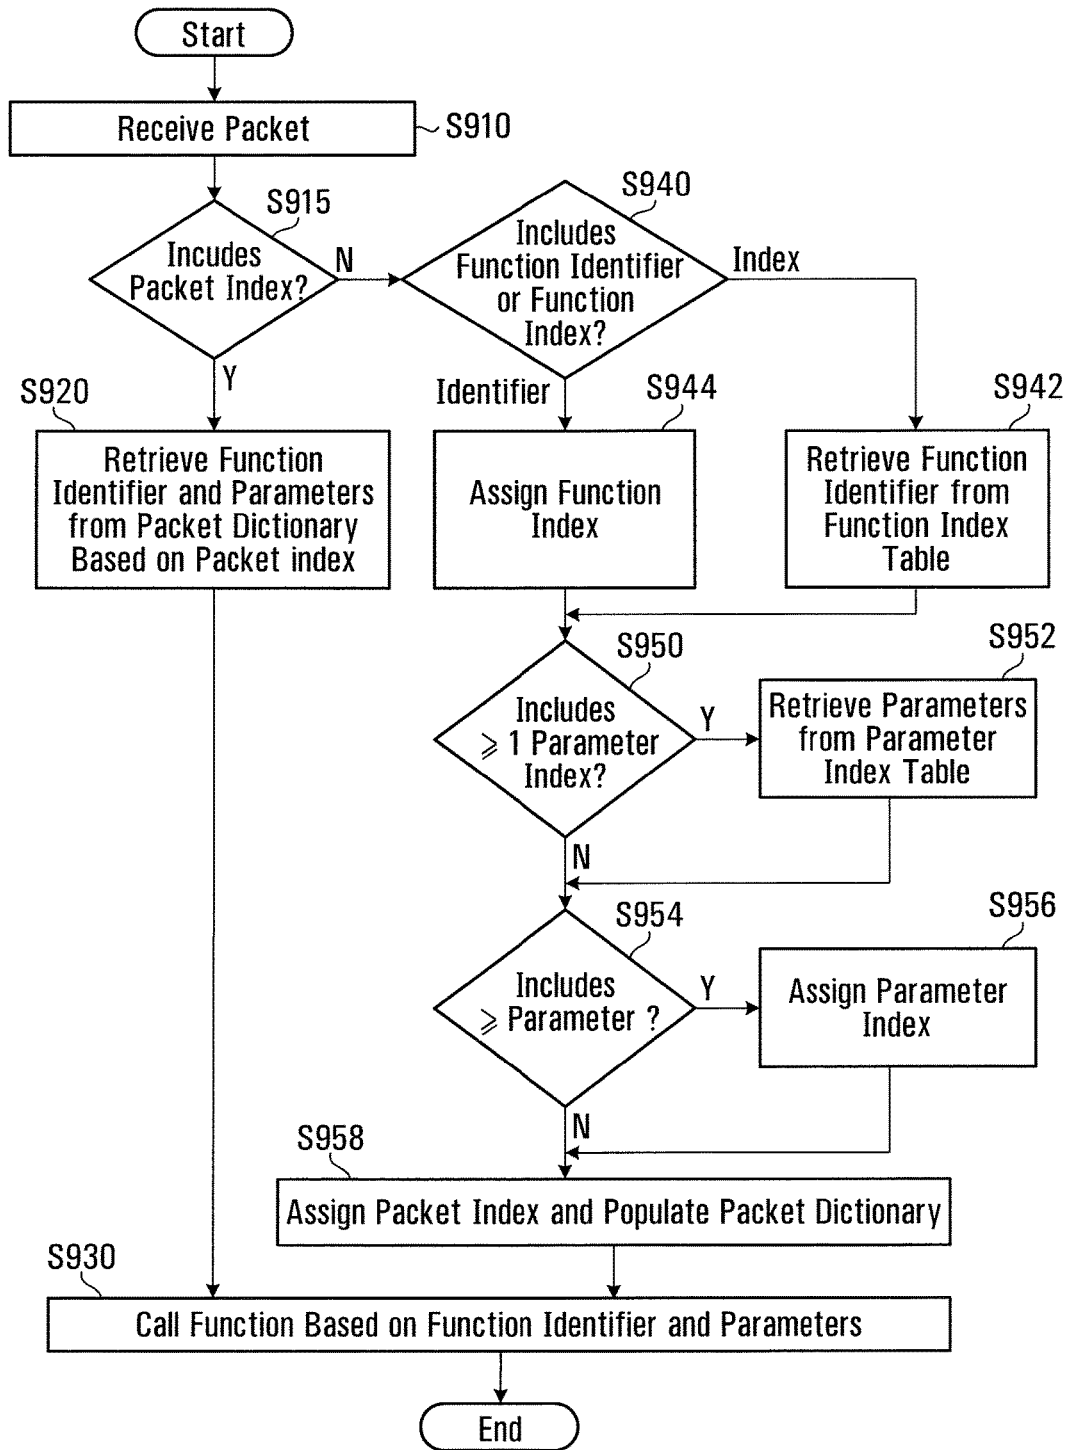 Start
Receive Packet
S910
S915
Incudes
Packet Index?
N
Y
S940
Includes
Function Identifier
or Function
Index?
Index
Identifier
S920
Retrieve Function
Identifier and Parameters
from Packet Dictionary
Based on Packet index
S944
Assign Function
Index
S942
Retrieve Function
Identifier from
Function Index
Table
S950
Includes
⩾ 1 Parameter
Index?
Y
N
S952
Retrieve Parameters
from Parameter
Index Table
S954
Includes
⩾ Parameter ?
Y
N
S956
Assign Parameter
Index
S958
Assign Packet Index and Populate Packet Dictionary
S930
Call Function Based on Function Identifier and Parameters
End